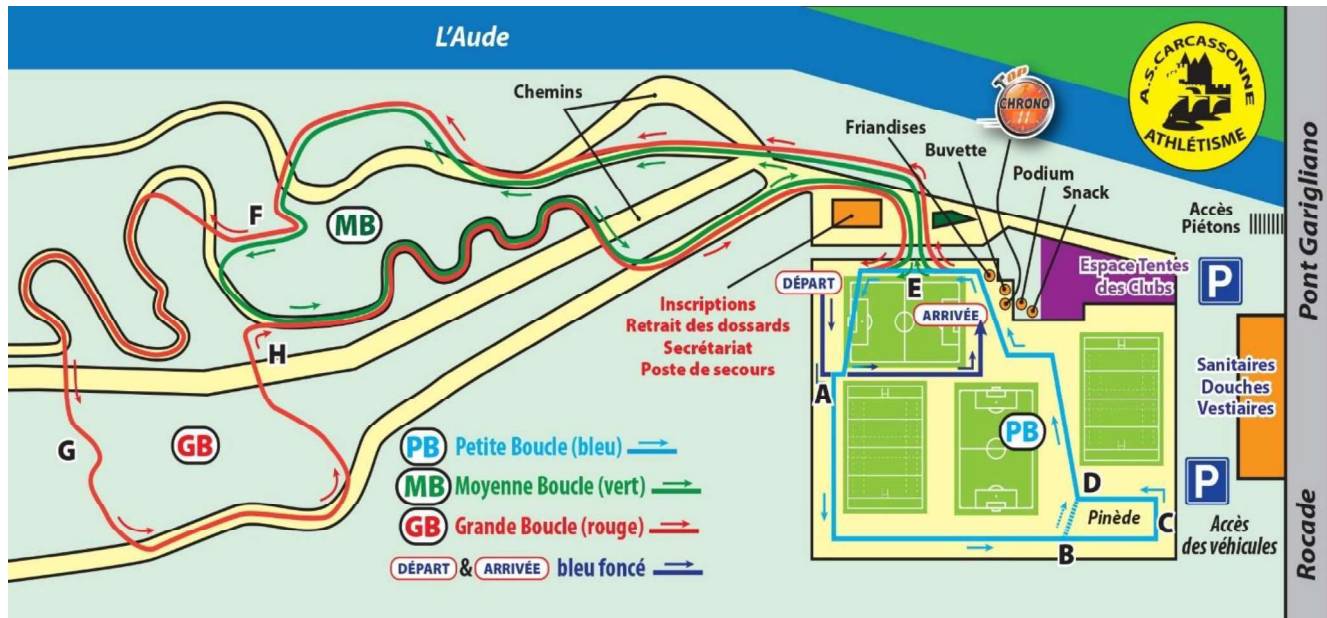 L'Aude
A.S. CARCASSONNE
ATHLÉTISME
TOP
CHRONO
11
Chemins
Friandises
Buvette
Podium
Snack
Accès
Piétons
Pont Garigliano
F
MB
E
DÉPART
ARRIVÉE
Espace Tentes
des Clubs
P
Inscriptions
Retrait des dossards
Secrétariat
Poste de secours
H
A
Sanitaires
Douches
Vestiaires
G
GB
PB
PB Petite Boucle (bleu)
MB Moyenne Boucle (vert)
GB Grande Boucle (rouge)
DÉPART & ARRIVÉE bleu foncé
D
Pinède
C
B
P
Accès
des véhicules
Rocade